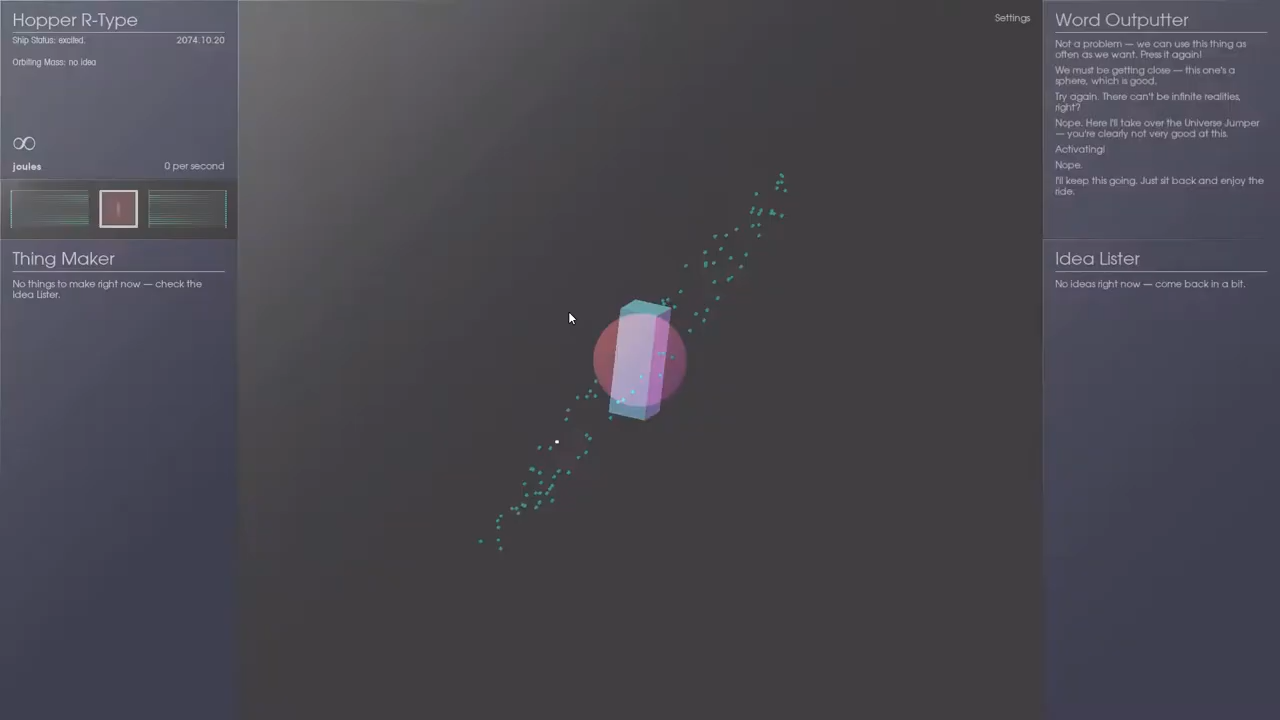 Hopper R-Type
Ship Status: excited.
2074.10.20
Orbiting Mass: no idea
∞
joules
0 per second
Thing Maker
No things to make right now — check the
Idea Lister.
Settings
Word Outputter
Not a problem — we can use this thing as
often as we want. Press it again!
We must be getting close — this one's a
sphere, which is good.
Try again. There can't be infinite realities,
right?
Nope. Here I'll take over the Universe Jumper
— you're clearly not very good at this.
Activating!
Nope.
I'll keep this going. Just sit back and enjoy the
ride.
Idea Lister
No ideas right now — come back in a bit.